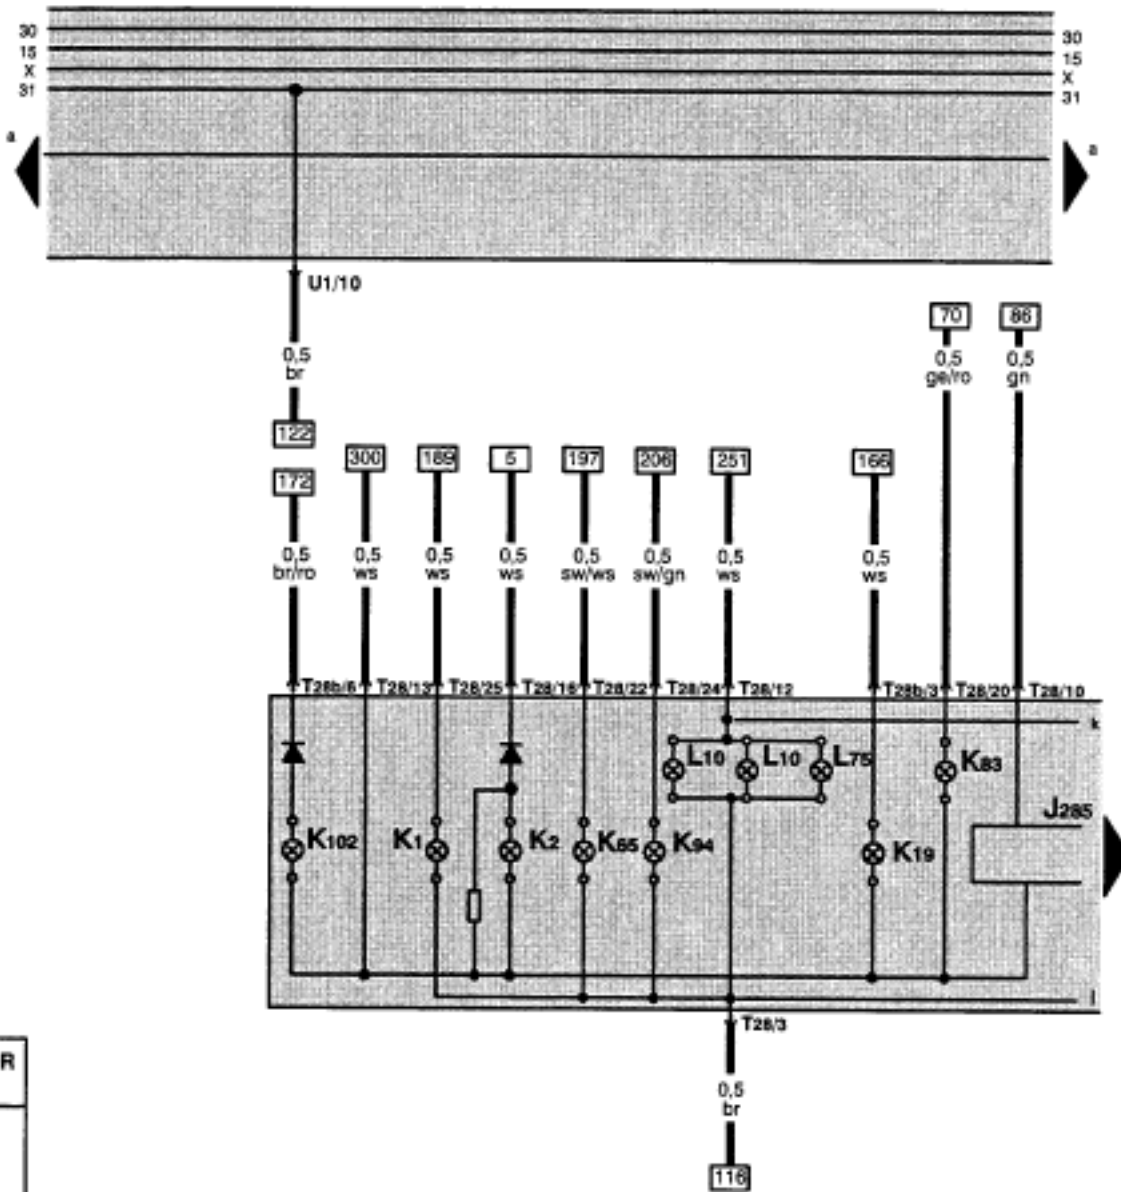 30 30
15 15
X X
31 31
a a
U1/10
70 86
0,5 0,5 0,5
br ge/ro gn
122
300 189 5 197 206 251 166
172
0,5 0,5 0,5 0,5 0,5 0,5 0,5 0,5
br/ro ws ws ws sw/ws sw/gn ws ws
T28b/6 T28/13 T28/25 T28/16 T28/22 T28/24 T28/12 T28b/3 T28/20 T28/10
k
L10 L10 L75 K83
J285
K102 K1 K2 K65 K94 K19
l
T28/3
R
0,5
br
116